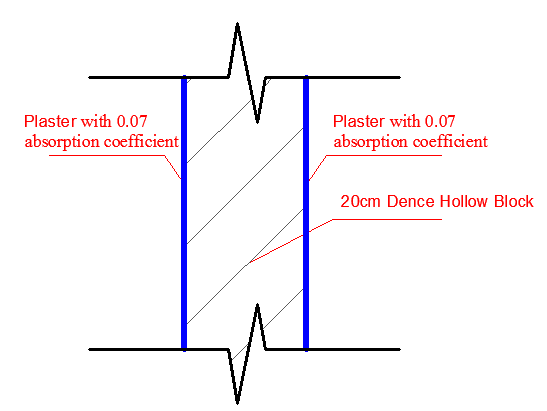 Plaster with 0.07
absorption coefficient
Plaster with 0.07
absorption coefficient
20cm Dence Hollow Block